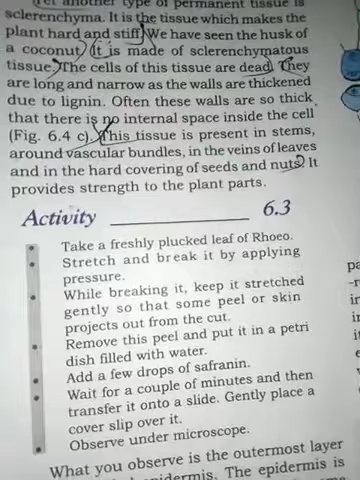 Yet another type of permanent tissue is
sclerenchyma. It is the tissue which makes the
plant hard and stiff. We have seen the husk of
a coconut. It is made of sclerenchymatous
tissue. The cells of this tissue are dead. They
are long and narrow as the walls are thickened
due to lignin. Often these walls are so thick
that there is no internal space inside the cell
(Fig. 6.4 c). This tissue is present in stems,
around vascular bundles, in the veins of leaves
and in the hard covering of seeds and nuts. It
provides strength to the plant parts.
Activity 6.3
Take a freshly plucked leaf of Rhoeo.
Stretch and break it by applying
pressure.
While breaking it, keep it stretched
gently so that some peel or skin
projects out from the cut.
Remove this peel and put it in a petri
dish filled with water.
Add a few drops of safranin.
Wait for a couple of minutes and then
transfer it onto a slide. Gently place a
cover slip over it.
Observe under microscope.
What you observe is the outermost layer
epidermis. The epidermis is